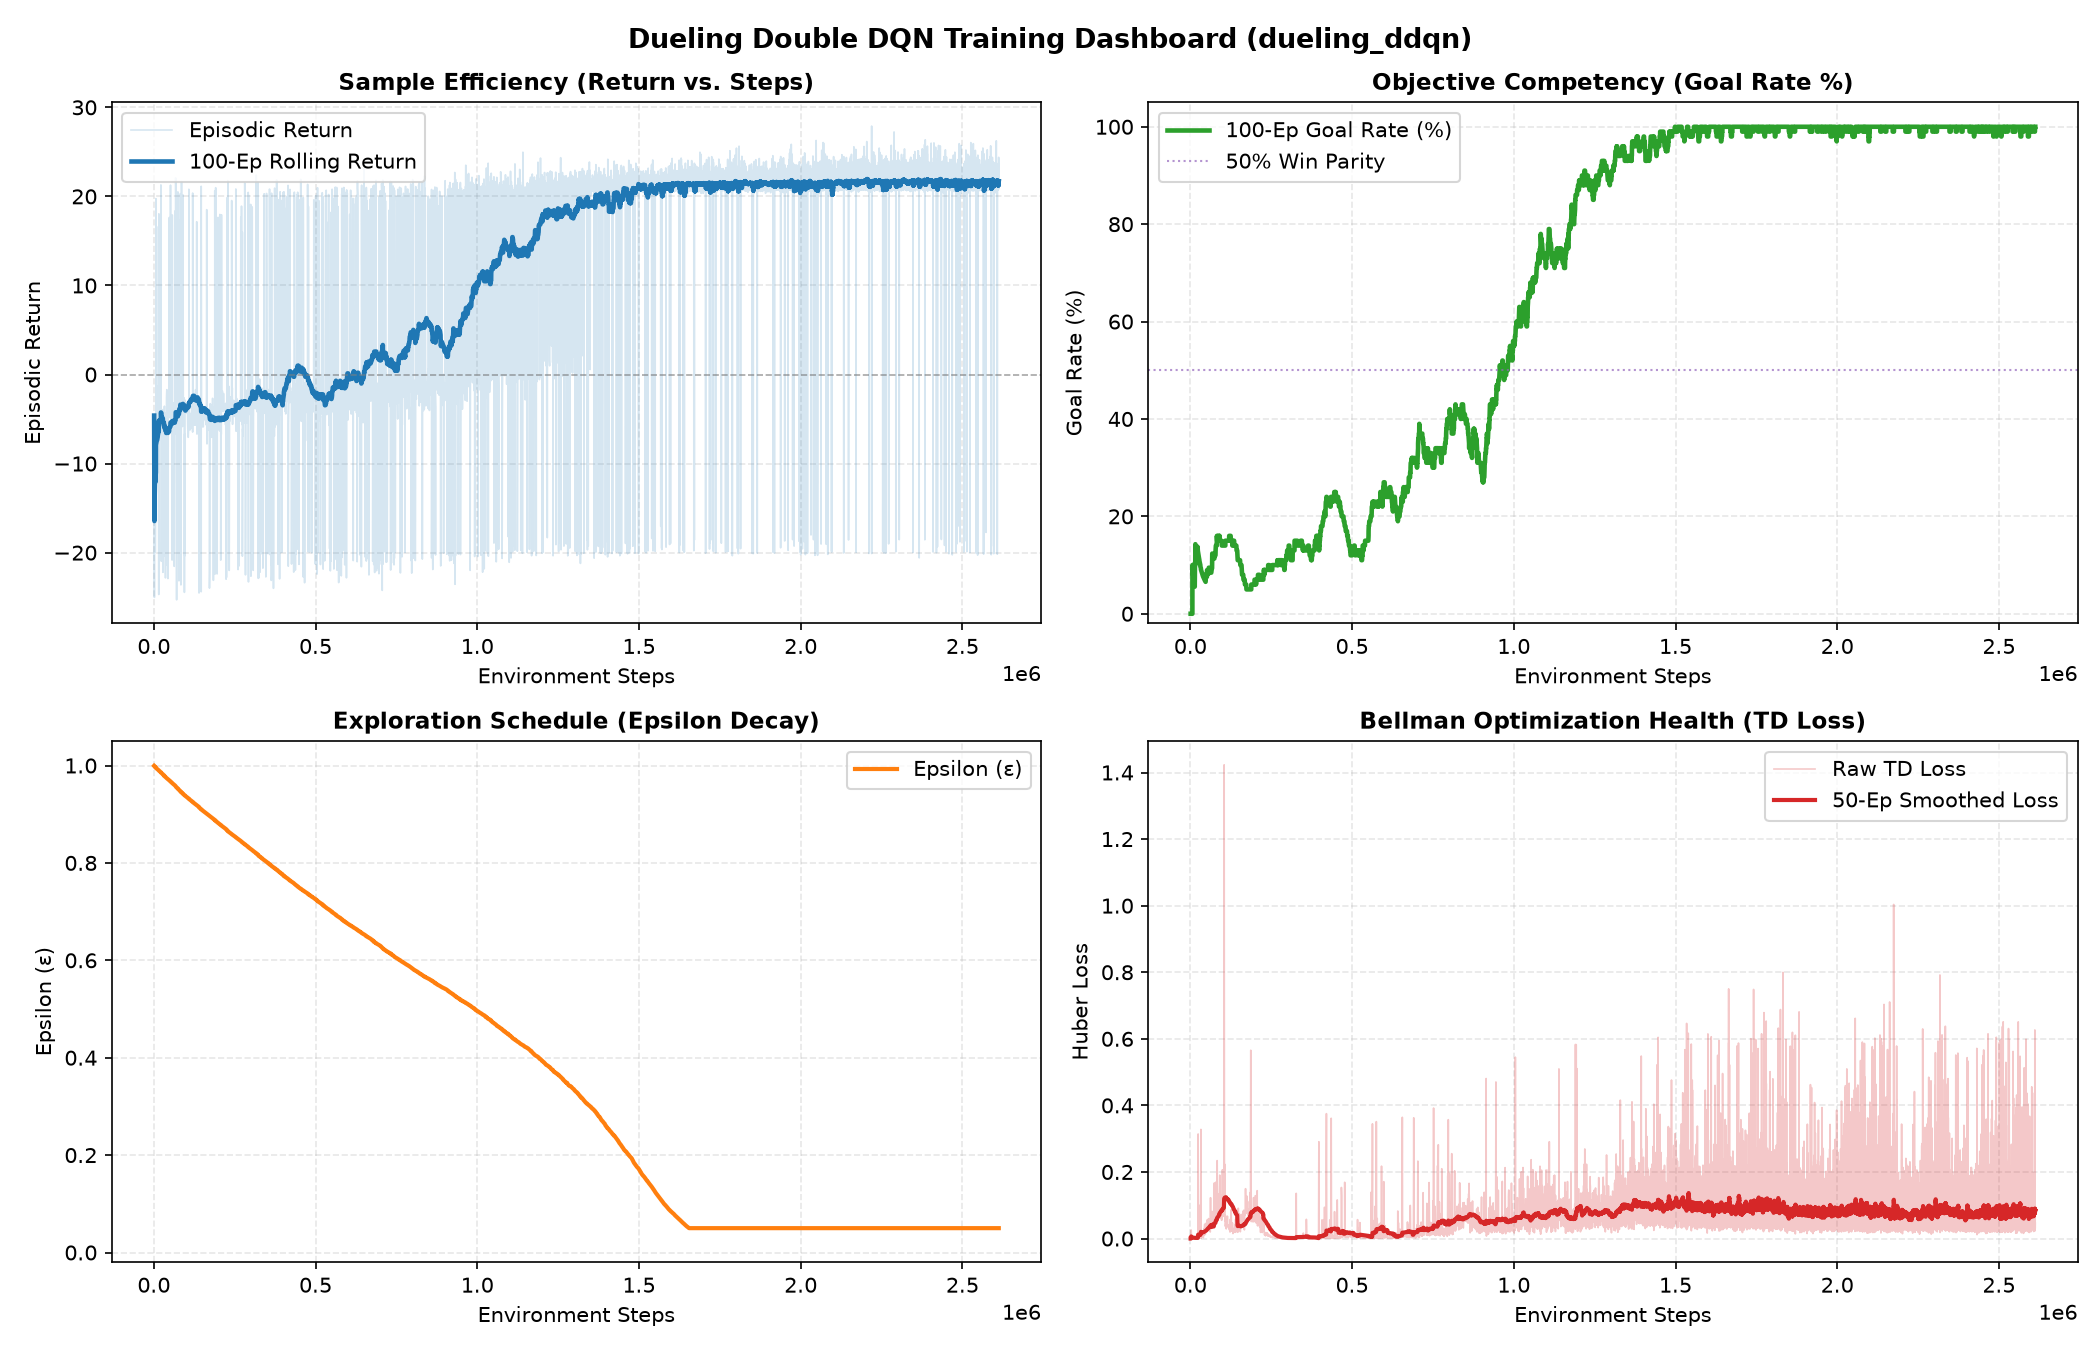 Dueling Double DQN Training Dashboard (dueling_ddqn)
Sample Efficiency (Return vs. Steps)
Episodic Return
100-Ep Rolling Return
30
20
10
0
−10
−20
Episodic Return
0.0 0.5 1.0 1.5 2.0 2.5
1e6
Environment Steps
Objective Competency (Goal Rate %)
100-Ep Goal Rate (%)
50% Win Parity
100
80
60
40
20
0
Goal Rate (%)
0.0 0.5 1.0 1.5 2.0 2.5
1e6
Environment Steps
Exploration Schedule (Epsilon Decay)
Epsilon (ε)
1.0
0.8
0.6
0.4
0.2
0.0
Epsilon (ε)
0.0 0.5 1.0 1.5 2.0 2.5
1e6
Environment Steps
Bellman Optimization Health (TD Loss)
Raw TD Loss
50-Ep Smoothed Loss
1.4
1.2
1.0
0.8
0.6
0.4
0.2
0.0
Huber Loss
0.0 0.5 1.0 1.5 2.0 2.5
1e6
Environment Steps